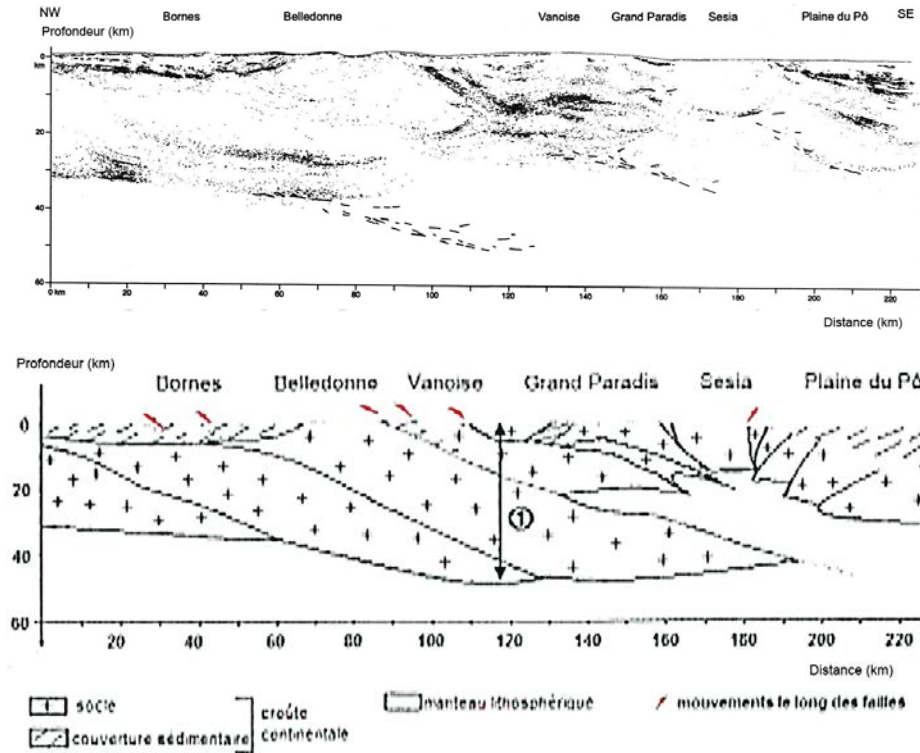 NW Bornes Belledonne Vanoise Grand Paradis Sesia Plaine du Pô SE
Profondeur (km)
0
km
20
40
60
0 km 20 40 60 80 100 120 140 160 180 200 220
Distance (km)
Profondeur (km)
Bornes Belledonne Vanoise Grand Paradis Sesia Plaine du Pô
0
20
①
40
60
20 40 60 80 100 120 140 160 180 200 220
Distance (km)
socle
couverture sédimentaire
croûte
continentale
manteau lithosphérique
mouvements le long des failles